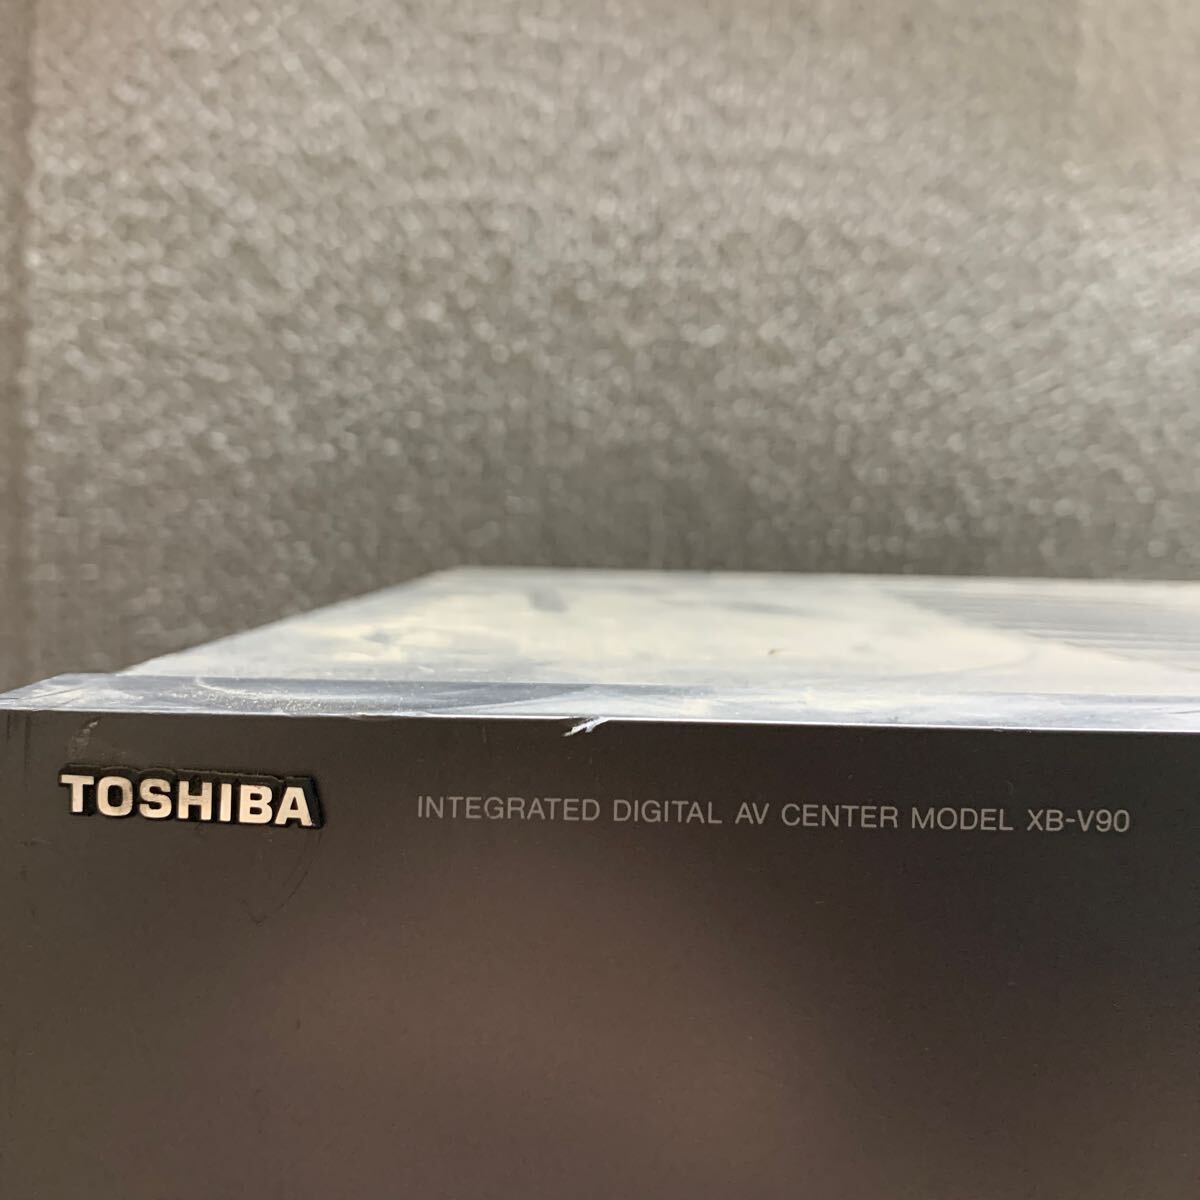 TOSHIBA INTEGRATED DIGITAL AV CENTER MODEL XB-V90